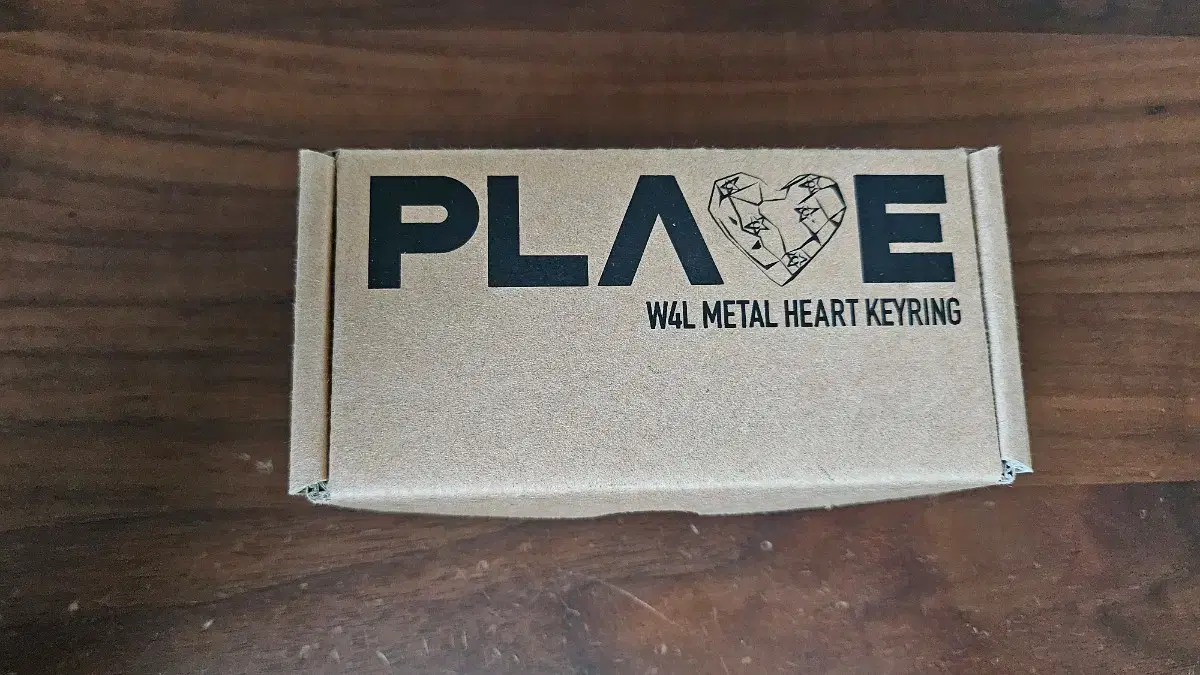 PLAVE
W4L METAL HEART KEYRING